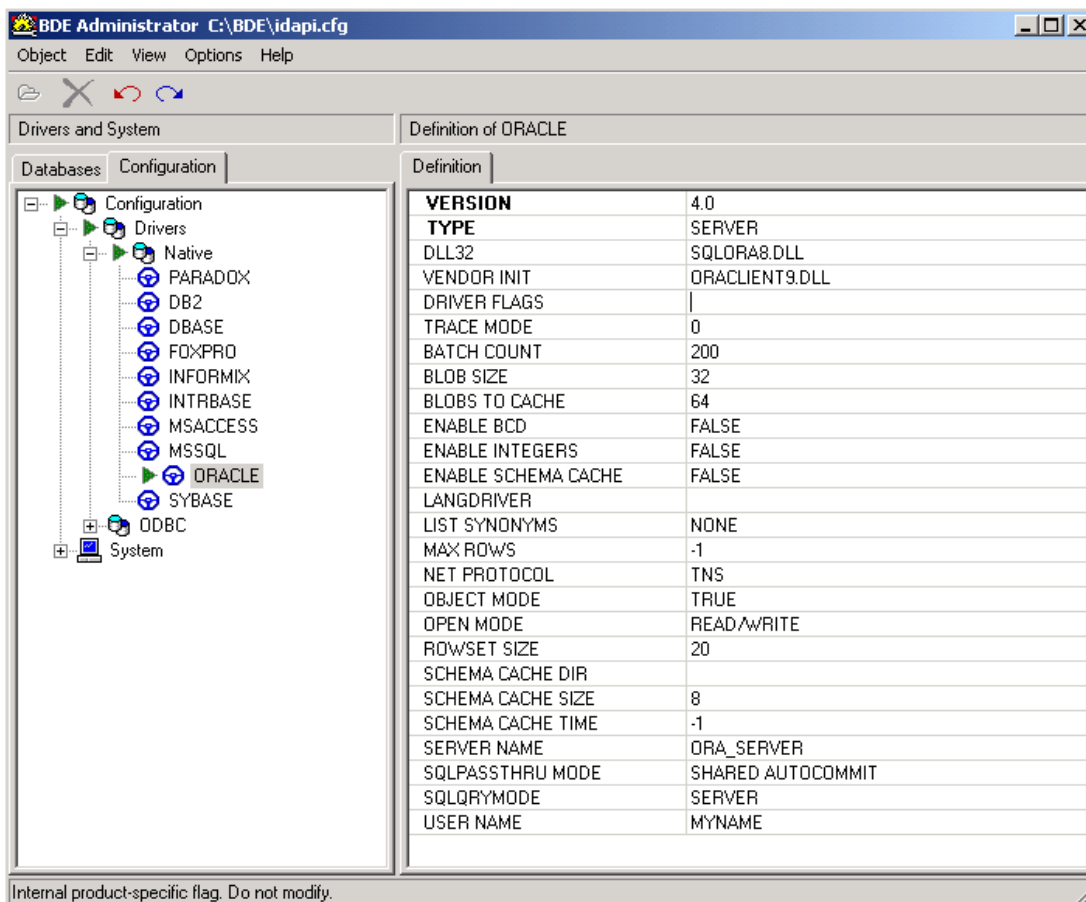 BDE Administrator C:\BDE\idapi.cfg
Object Edit View Options Help
Drivers and System
Definition of ORACLE
Databases Configuration
Definition
Configuration
Drivers
Native
PARADOX
DB2
DBASE
FOXPRO
INFORMIX
INTRBASE
MSACCESS
MSSQL
ORACLE
SYBASE
ODBC
System
VERSION 4.0
TYPE SERVER
DLL32 SQLORA8.DLL
VENDOR INIT ORACLIENT9.DLL
DRIVER FLAGS
TRACE MODE 0
BATCH COUNT 200
BLOB SIZE 32
BLOBS TO CACHE 64
ENABLE BCD FALSE
ENABLE INTEGERS FALSE
ENABLE SCHEMA CACHE FALSE
LANGDRIVER
LIST SYNONYMS NONE
MAX ROWS -1
NET PROTOCOL TNS
OBJECT MODE TRUE
OPEN MODE READ/WRITE
ROWSET SIZE 20
SCHEMA CACHE DIR
SCHEMA CACHE SIZE 8
SCHEMA CACHE TIME -1
SERVER NAME ORA_SERVER
SQLPASSTHRU MODE SHARED AUTOCOMMIT
SQLQRYMODE SERVER
USER NAME MYNAME
Internal product-specific flag. Do not modify.